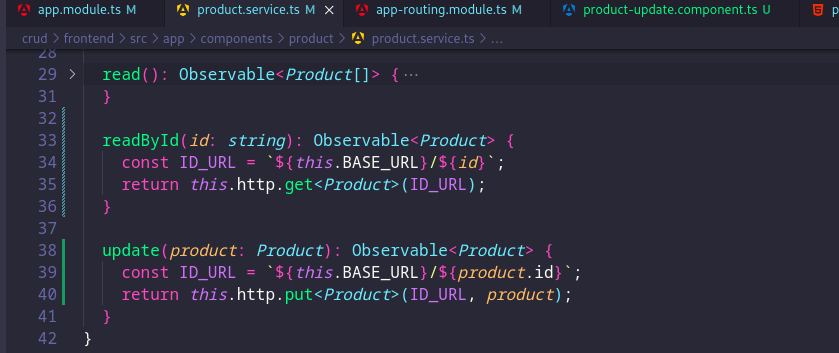 app.module.ts M product.service.ts M × app-routing.module.ts M product-update.component.ts U
crud > frontend > src > app > components > product > product.service.ts > ...
28
29 > read(): Observable<Product[]> { ···
31 }
32
33 readById(id: string): Observable<Product> {
34 const ID_URL = `${this.BASE_URL}/${id}`;
35 return this.http.get<Product>(ID_URL);
36 }
37
38 update(product: Product): Observable<Product> {
39 const ID_URL = `${this.BASE_URL}/${product.id}`;
40 return this.http.put<Product>(ID_URL, product);
41 }
42 }